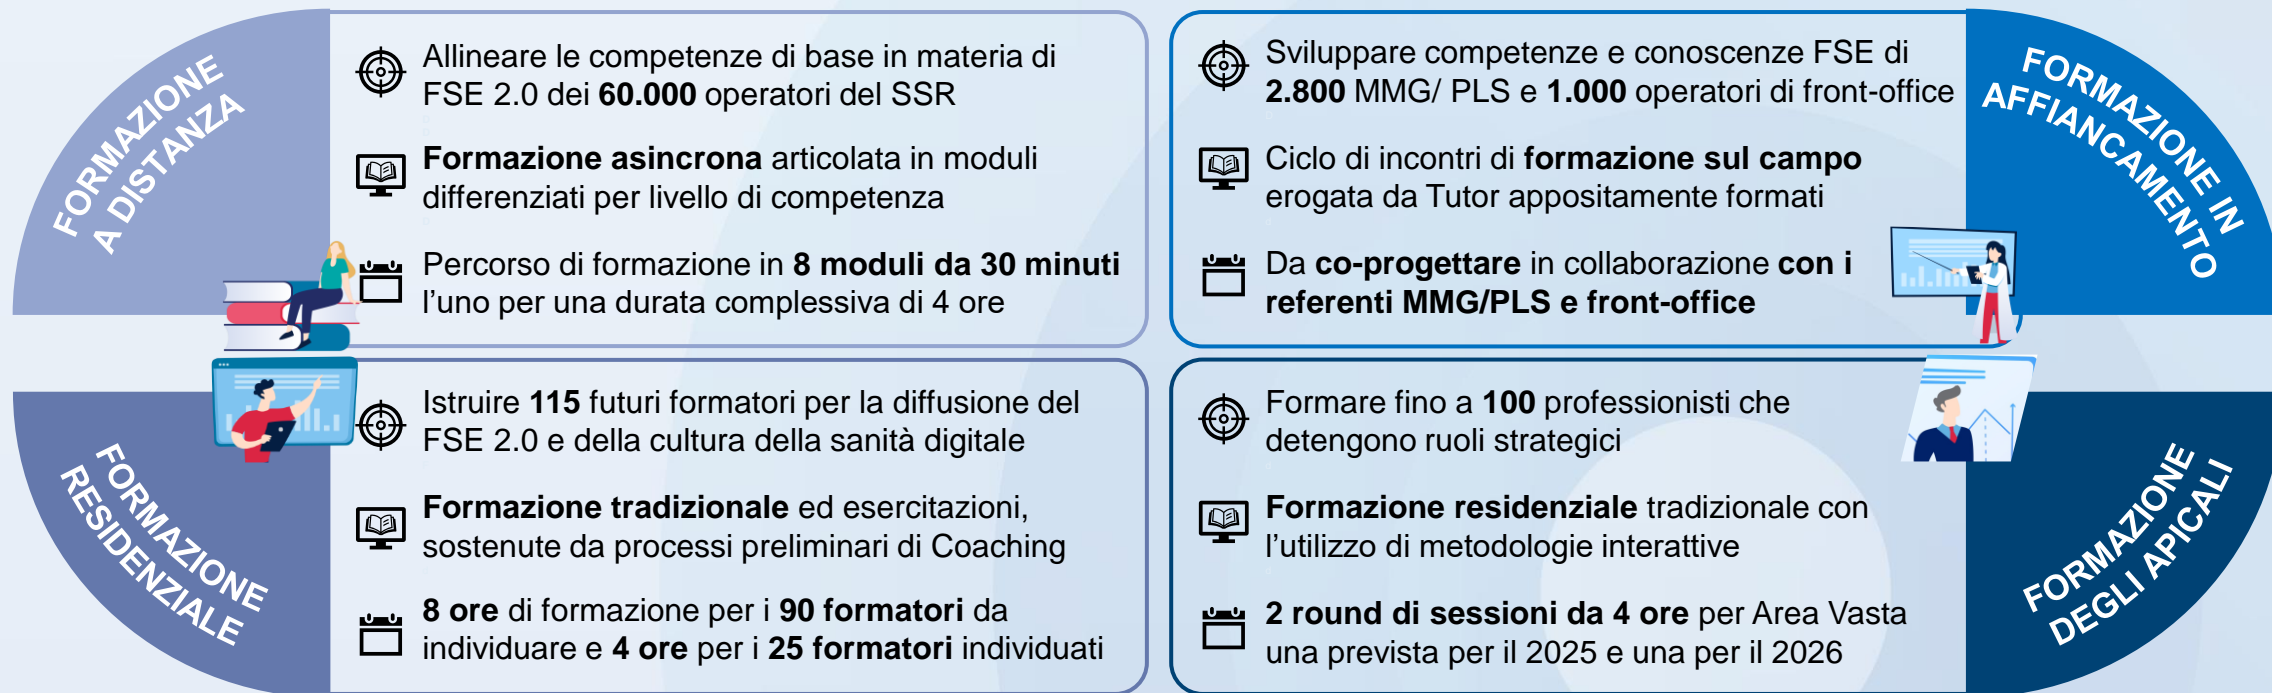 FORMAZIONE
A DISTANZA
Allineare le competenze di base in materia di
FSE 2.0 dei 60.000 operatori del SSR
Formazione asincrona articolata in moduli
differenziati per livello di competenza
Percorso di formazione in 8 moduli da 30 minuti
l’uno per una durata complessiva di 4 ore
Sviluppare competenze e conoscenze FSE di
2.800 MMG/ PLS e 1.000 operatori di front-office
Ciclo di incontri di formazione sul campo
erogata da Tutor appositamente formati
Da co-progettare in collaborazione con i
referenti MMG/PLS e front-office
FORMAZIONE IN
AFFIANCAMENTO
FORMAZIONE
RESIDENZIALE
Istruire 115 futuri formatori per la diffusione del
FSE 2.0 e della cultura della sanità digitale
Formazione tradizionale ed esercitazioni,
sostenute da processi preliminari di Coaching
8 ore di formazione per i 90 formatori da
individuare e 4 ore per i 25 formatori individuati
Formare fino a 100 professionisti che
detengono ruoli strategici
Formazione residenziale tradizionale con
l’utilizzo di metodologie interattive
2 round di sessioni da 4 ore per Area Vasta
una prevista per il 2025 e una per il 2026
FORMAZIONE
DEGLI APICALI